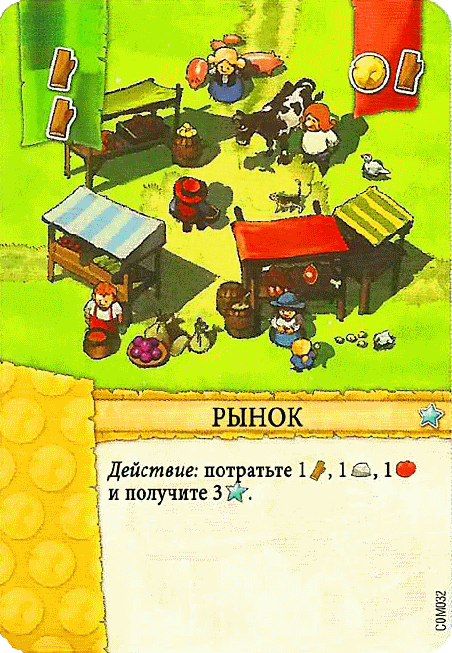 РЫНОК
Действие: потратьте 1, 1, 1
и получите 3.
COM032